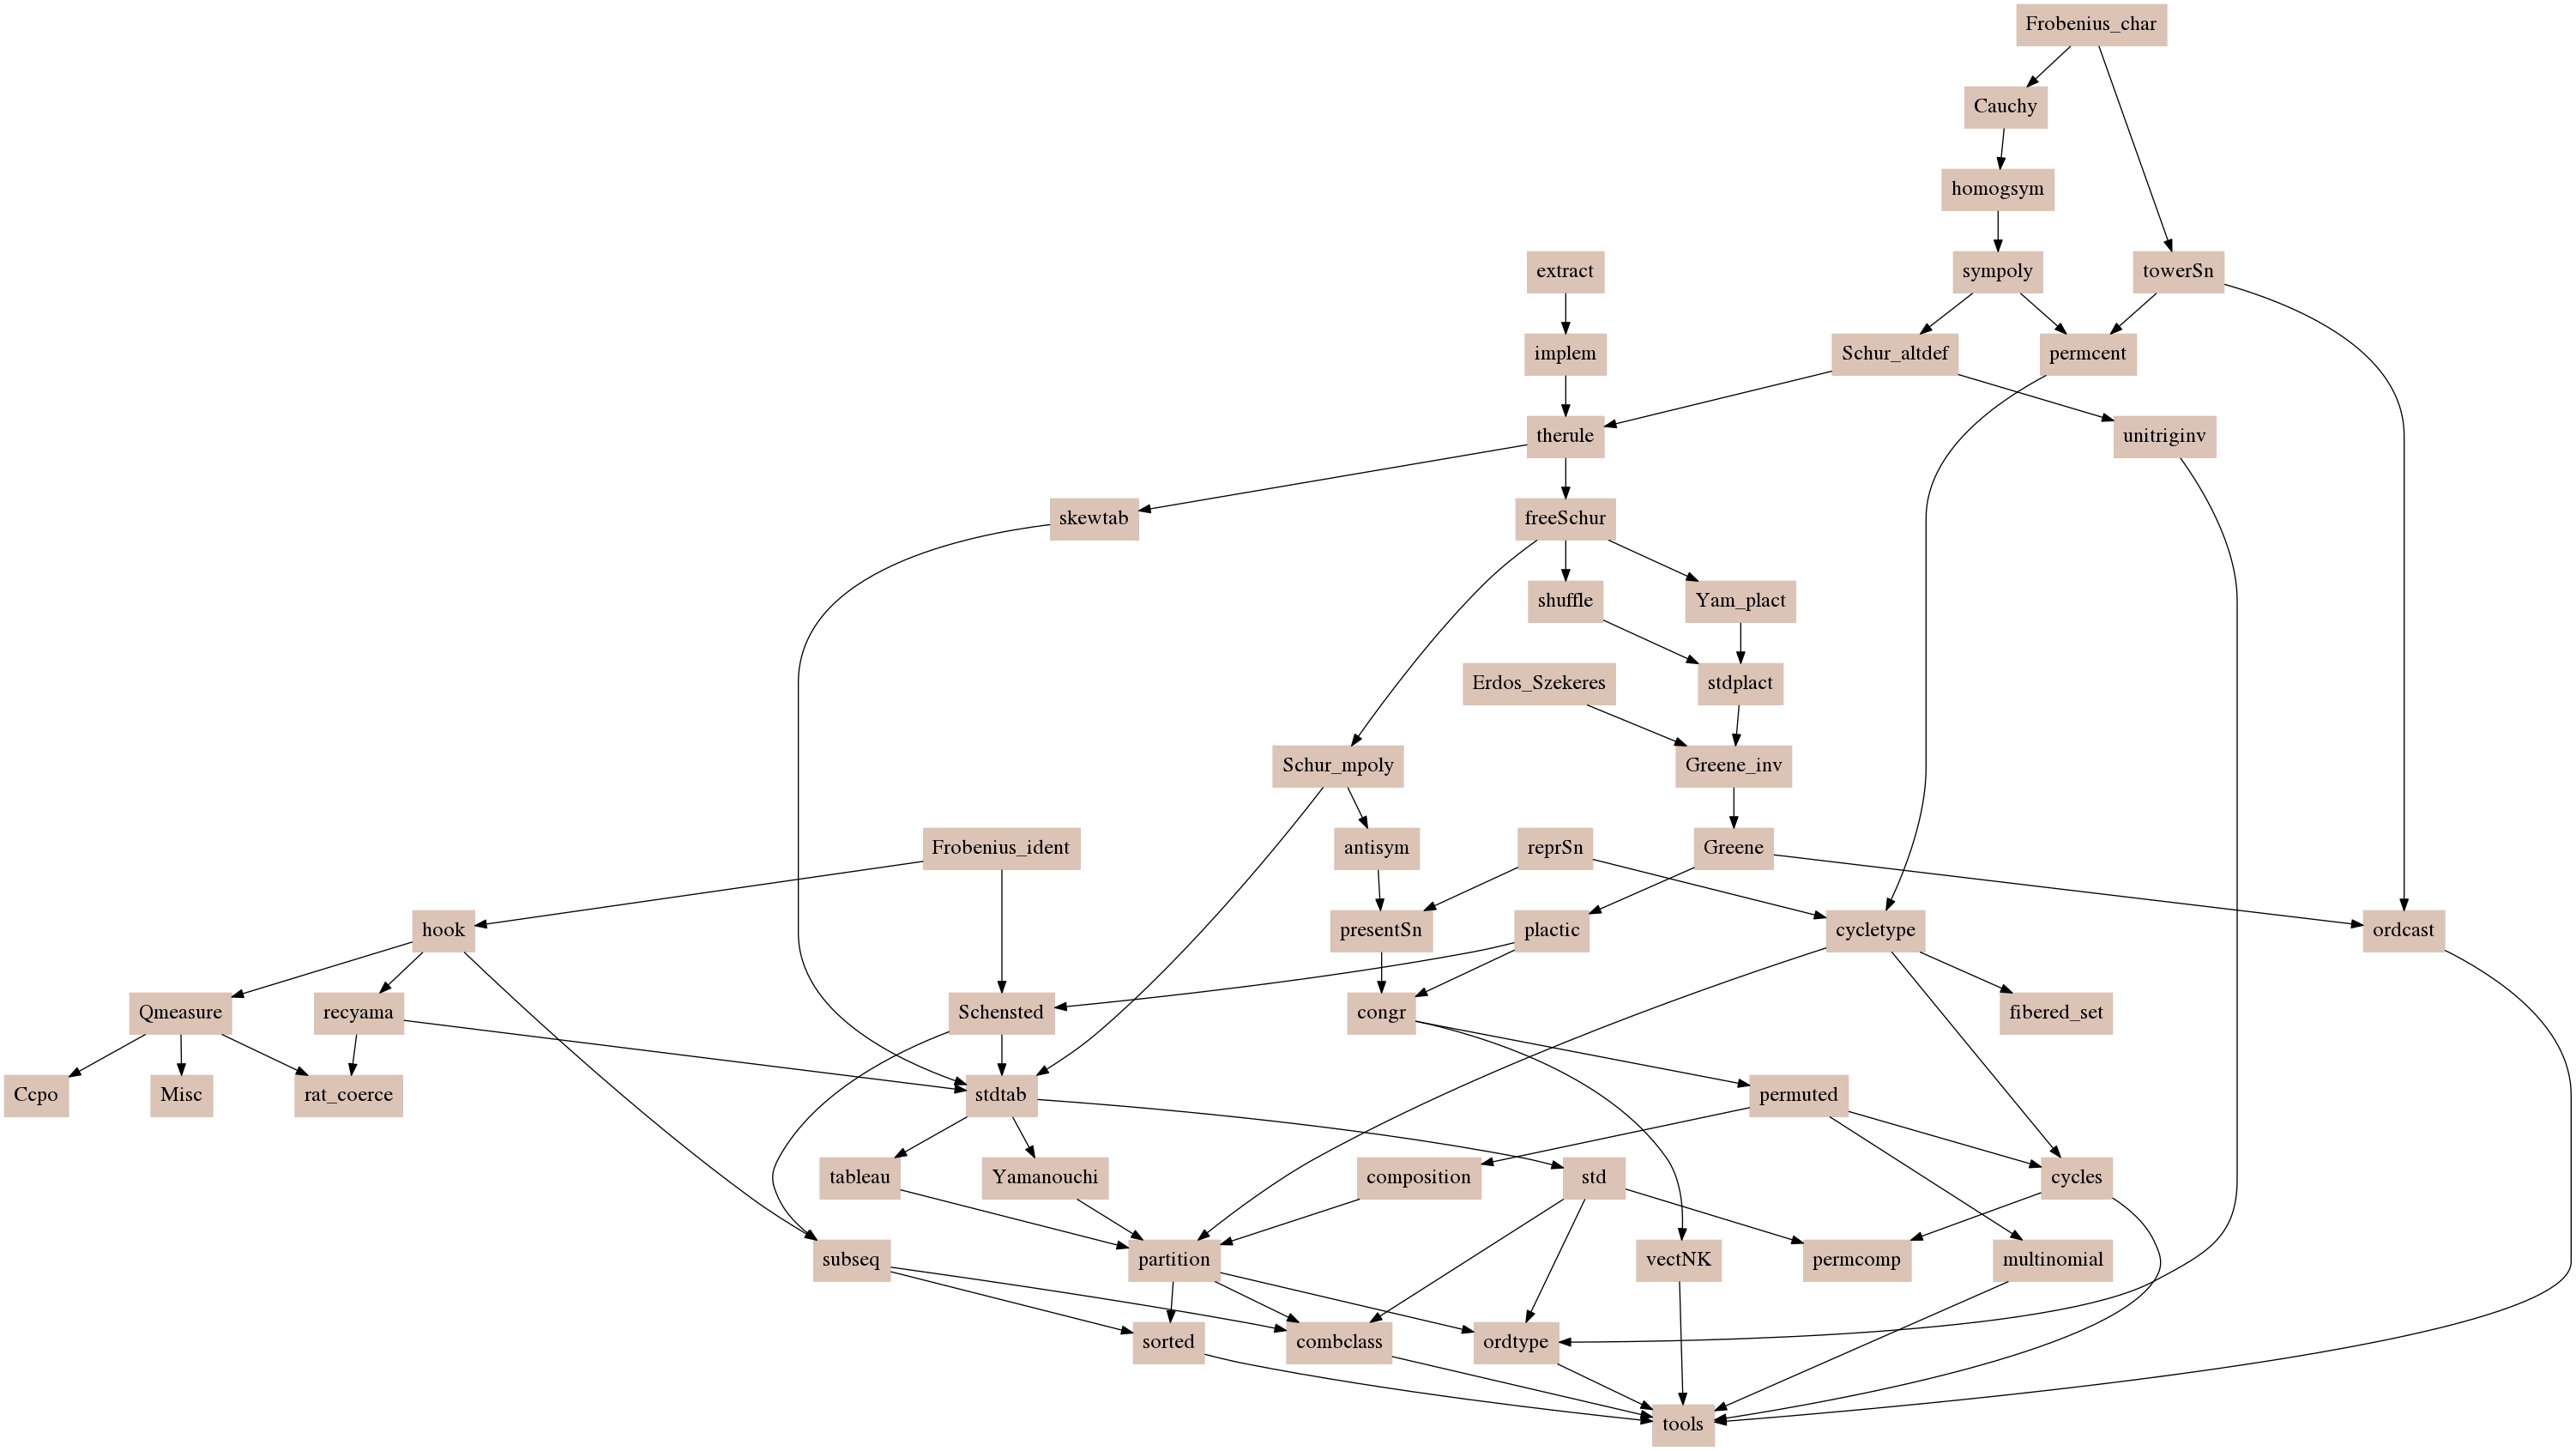 Frobenius_char
Cauchy
homogsym
extract
sympoly
towerSn
implem
Schur_altdef
permcent
therule
unitriginv
skewtab
freeSchur
shuffle
Yam_plact
Erdos_Szekeres
stdplact
Schur_mpoly
Greene_inv
Frobenius_ident
antisym
reprSn
Greene
hook
presentSn
plactic
cycletype
ordcast
Qmeasure
recyama
Schensted
congr
fibered_set
Ccpo
Misc
rat_coerce
stdtab
permuted
tableau
Yamanouchi
composition
std
cycles
subseq
partition
vectNK
permcomp
multinomial
sorted
combclass
ordtype
tools